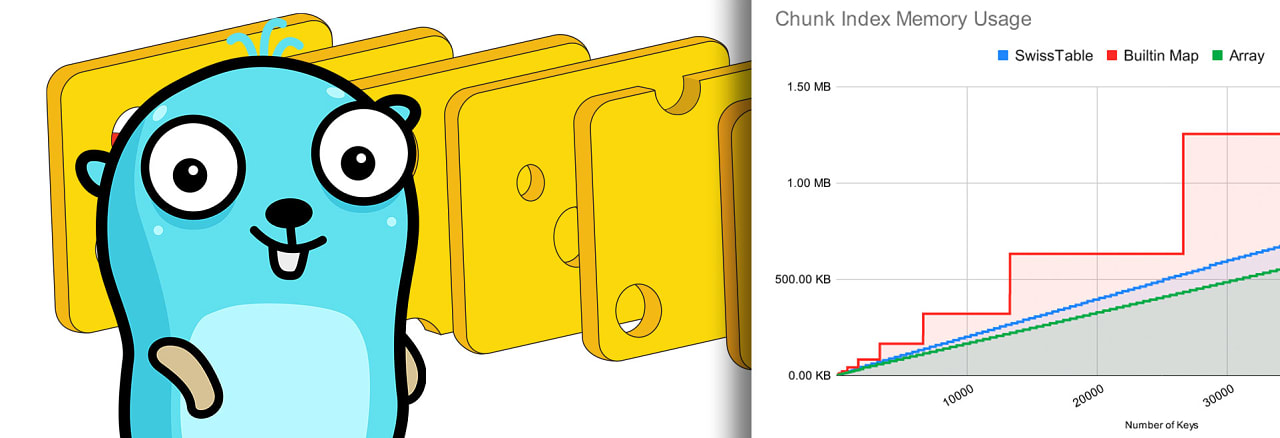 Chunk Index Memory Usage
SwissTable Builtin Map Array
1.50 MB
1.00 MB
500.00 KB
0.00 KB
10000 20000 30000
Number of Keys